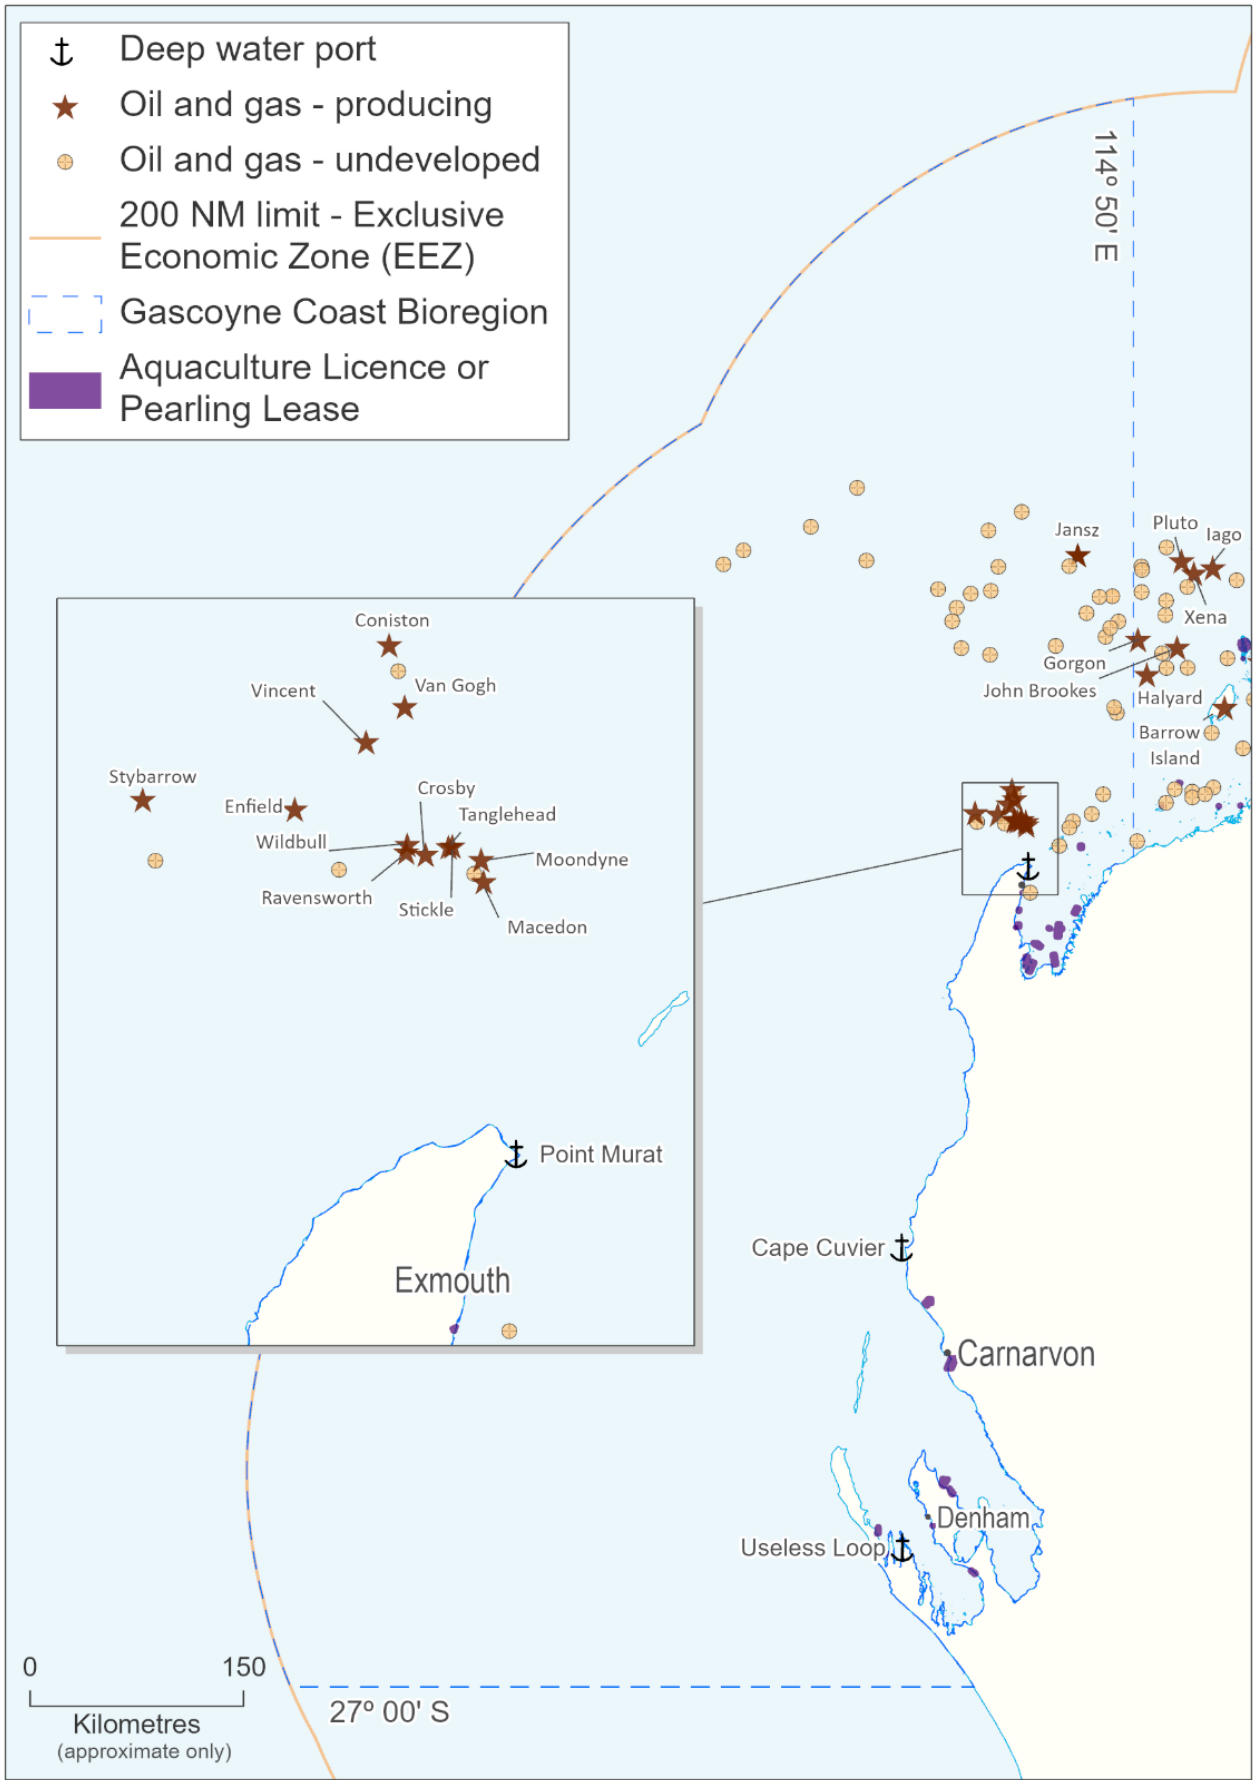 Deep water port
Oil and gas - producing
Oil and gas - undeveloped
200 NM limit - Exclusive
Economic Zone (EEZ)
Gascoyne Coast Bioregion
Aquaculture Licence or
Pearling Lease
114º 50' E
Jansz
Pluto
Iago
Xena
Gorgon
John Brookes
Halyard
Barrow
Island
Coniston
Van Gogh
Vincent
Stybarrow
Enfield
Crosby
Tanglehead
Wildbull
Moondyne
Ravensworth
Stickle
Macedon
Point Murat
Exmouth
Cape Cuvier
Carnarvon
Denham
Useless Loop
0 150
Kilometres
(approximate only)
27º 00' S